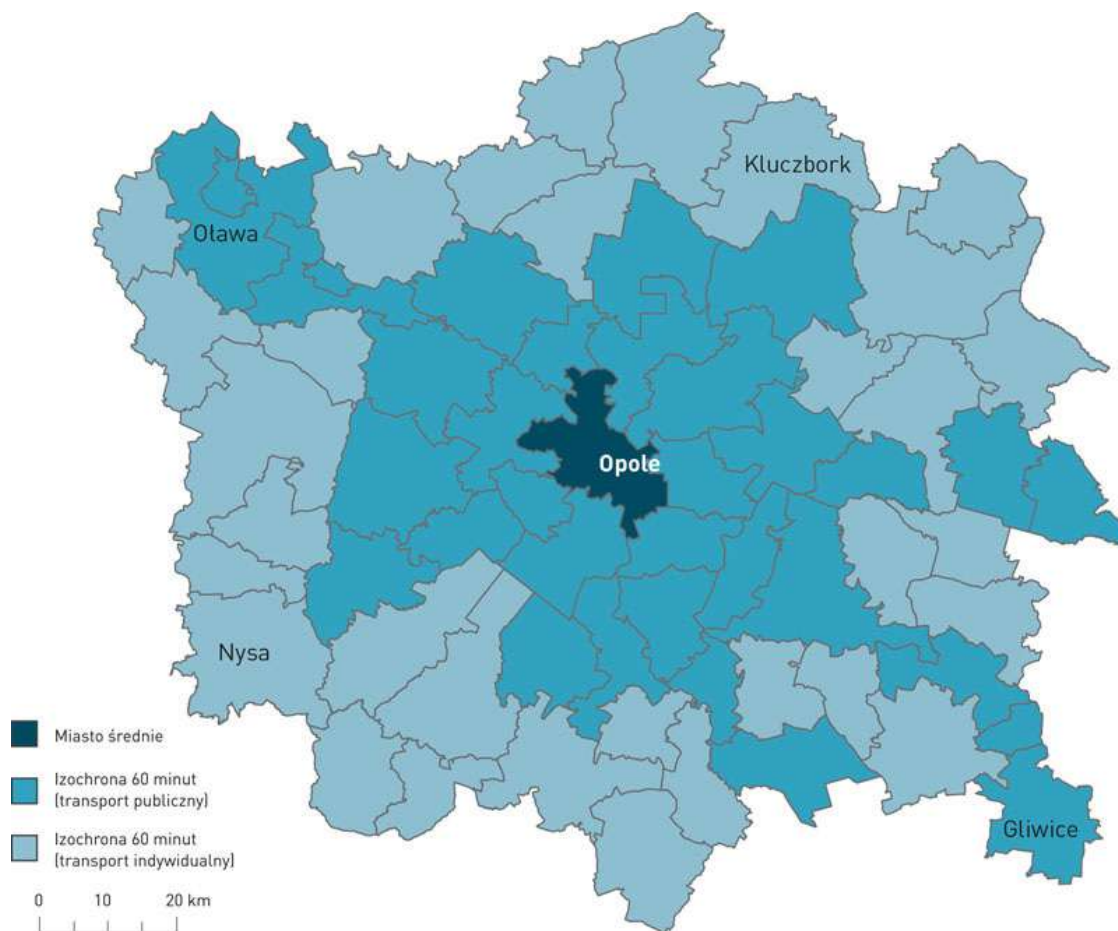 Kluczbork
Oława
Opole
Nysa
Gliwice
Miasto średnie
Izochrona 60 minut
(transport publiczny)
Izochrona 60 minut
(transport indywidualny)
0 10 20 km